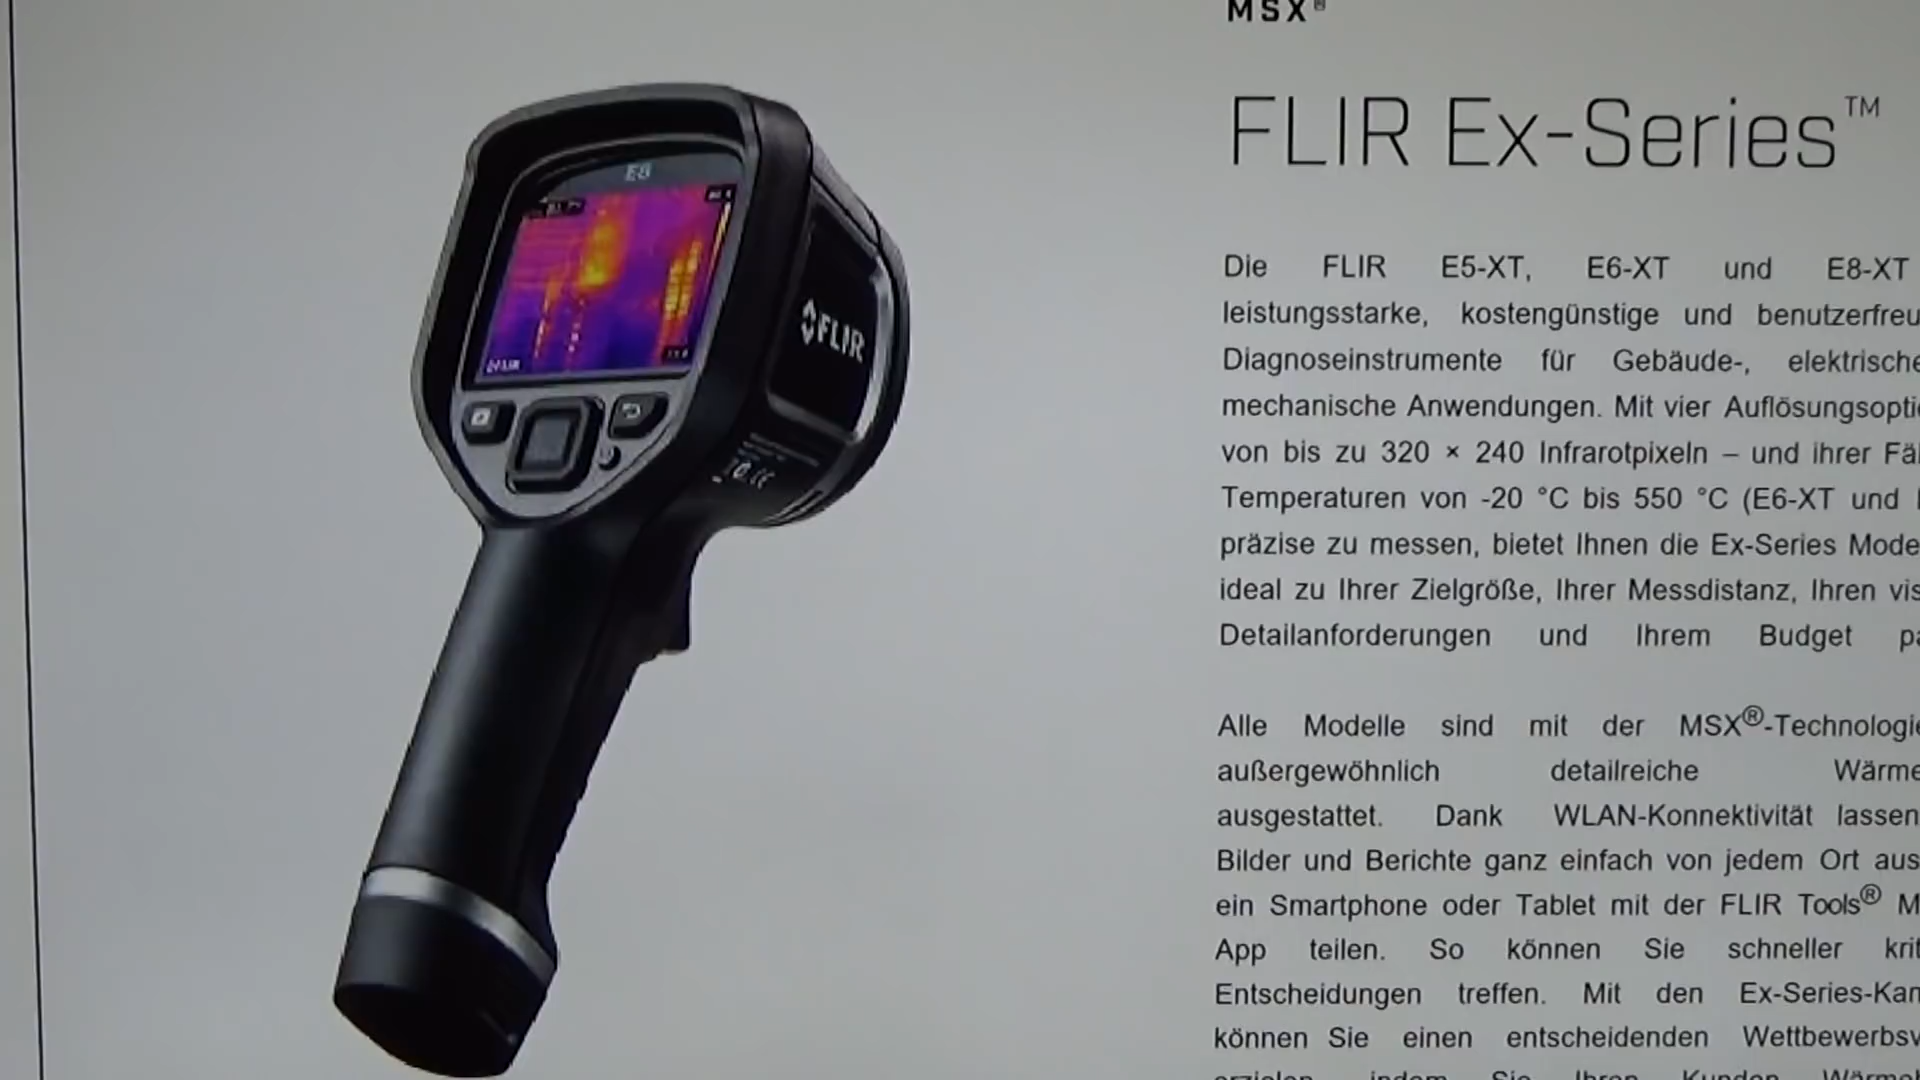 MSX®
FLIR Ex-Series™
E8
FLIR
Die FLIR E5-XT, E6-XT und E8-XT
leistungsstarke, kostengünstige und
Diagnoseinstrumente für Gebäude-,
mechanische Anwendungen. Mit vier
von bis zu 320 × 240 Infrarotpixeln – und ihrer
Temperaturen von -20 °C bis 550 °C (E6-XT und
präzise zu messen, bietet Ihnen die Ex-Series
ideal zu Ihrer Zielgröße, Ihrer Messdistanz, Ihren
Detailanforderungen und Ihrem Budget
Alle Modelle sind mit der MSX®-Technologie
außergewöhnlich detailreiche
ausgestattet. Dank WLAN-Konnektivität lassen
Bilder und Berichte ganz einfach von jedem Ort aus
ein Smartphone oder Tablet mit der FLIR Tools®
App teilen. So können Sie schneller
Entscheidungen treffen. Mit den
können Sie einen entscheidenden
erzielen, indem Sie Ihren Kunden